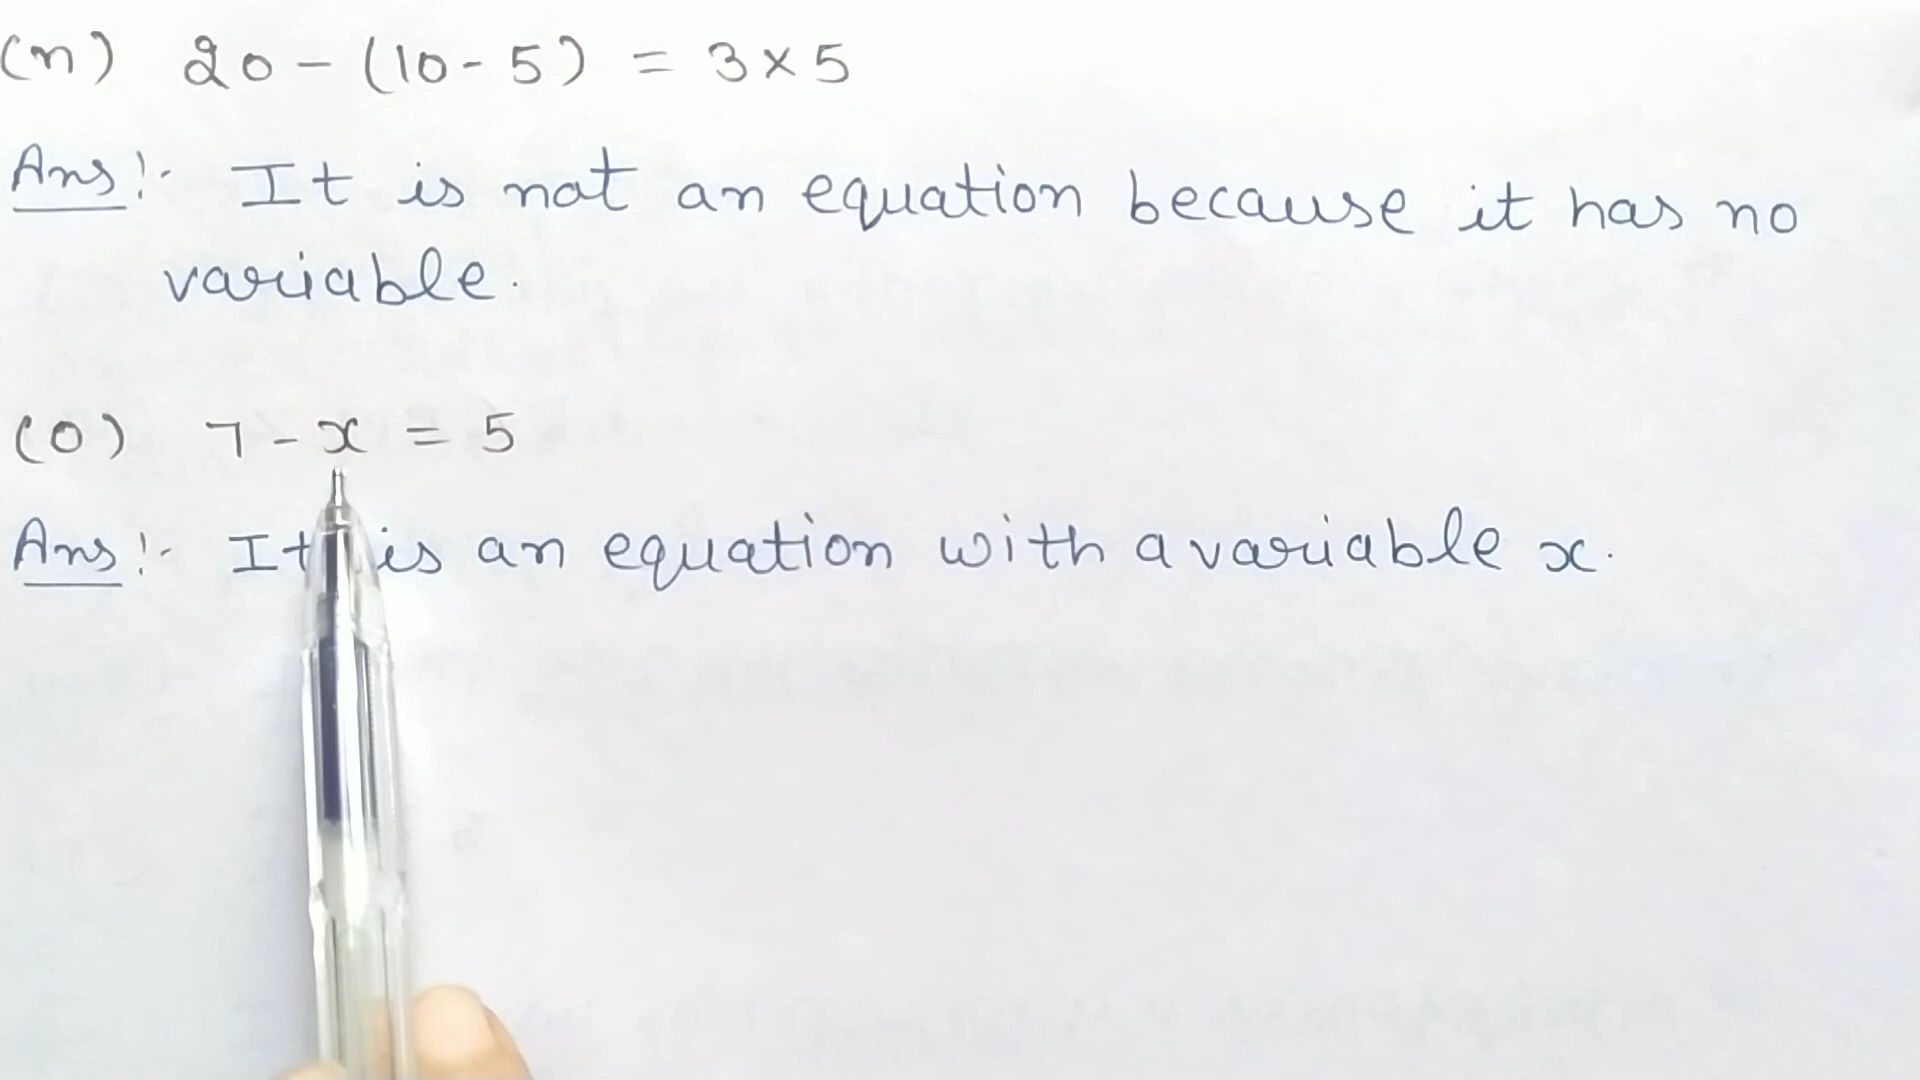 (n) 20 - (10 - 5) = 3 × 5
Ans:- It is not an equation because it has no
variable.
(o) 7 - x = 5
Ans:- It is an equation with a variable x.